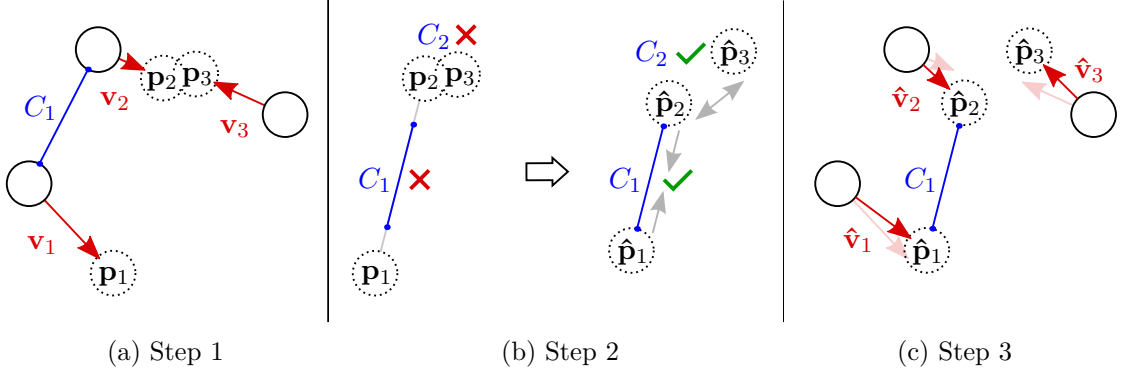 p₂ p₃
v₂
C₁
v₃
v₁
p₁
(a) Step 1
C₂
p₂ p₃
C₁
p₁
C₂ p̂₃
p̂₂
C₁
p̂₁
(b) Step 2
p̂₃
v̂₃
v̂₂ p̂₂
C₁
v̂₁
p̂₁
(c) Step 3